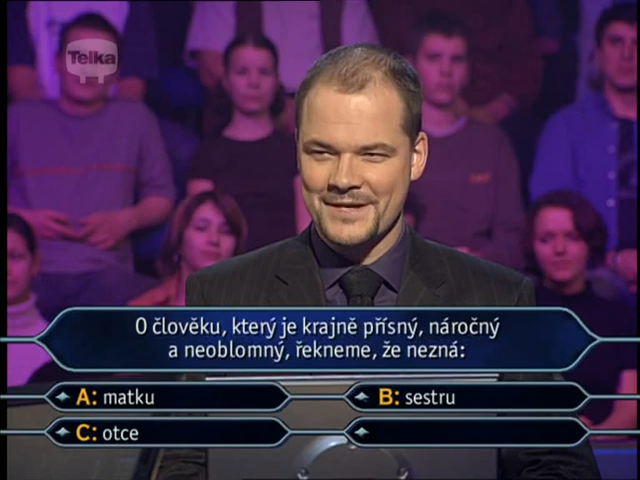 Telka
O člověku, který je krajně přísný, náročný
a neoblomný, řekneme, že nezná:
A: matku
B: sestru
C: otce